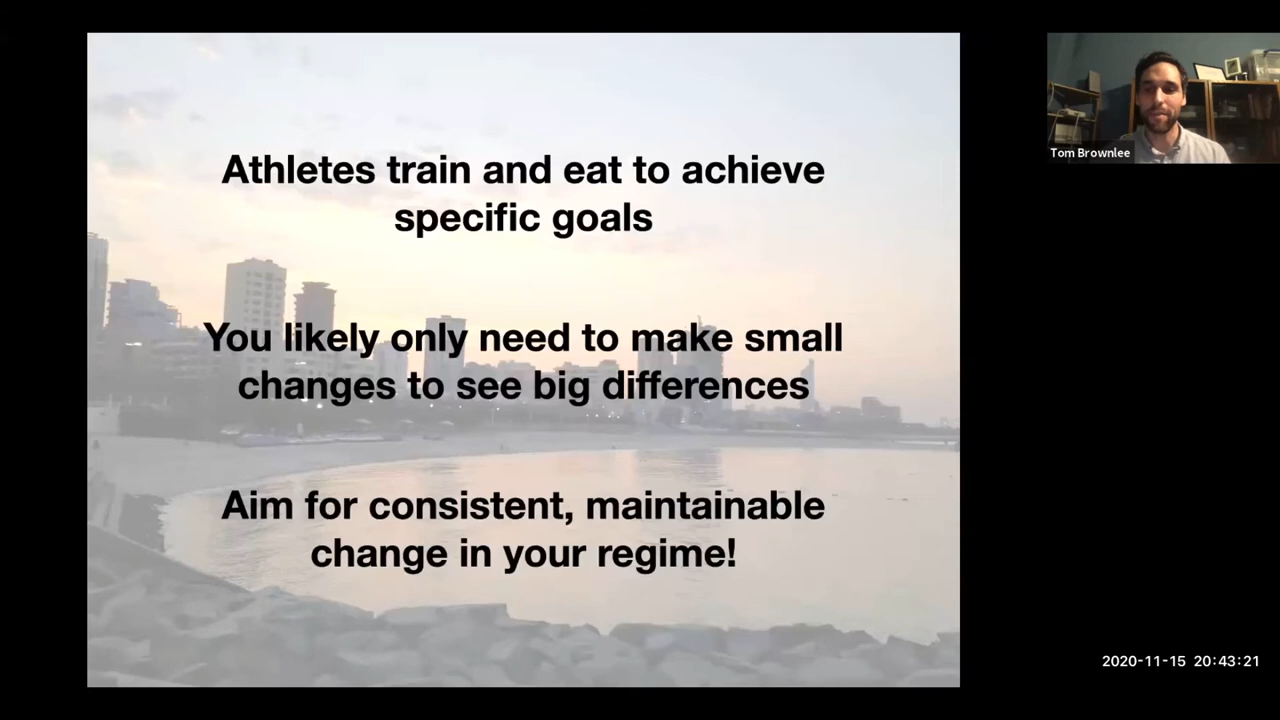 Athletes train and eat to achieve
specific goals
You likely only need to make small
changes to see big differences
Aim for consistent, maintainable
change in your regime!
Tom Brownlee
2020-11-15 20:43:21